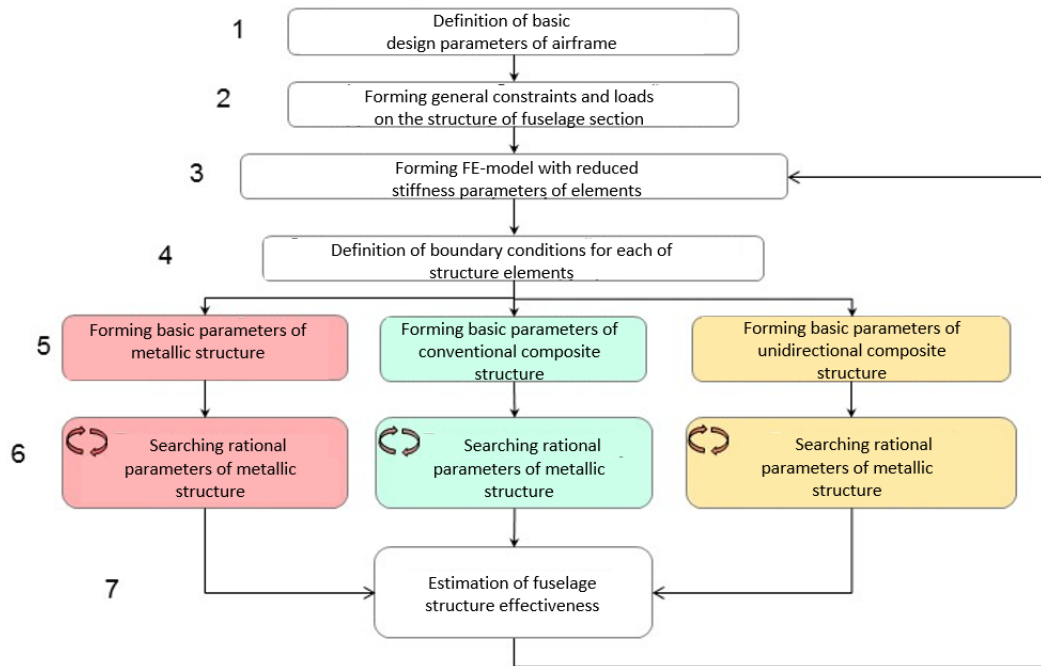 1
Definition of basic
design parameters of airframe
2
Forming general constraints and loads
on the structure of fuselage section
3
Forming FE-model with reduced
stiffness parameters of elements
4
Definition of boundary conditions for each of
structure elements
5
Forming basic parameters of
metallic structure
Forming basic parameters of
conventional composite
structure
Forming basic parameters of
unidirectional composite
structure
6
Searching rational
parameters of metallic
structure
Searching rational
parameters of metallic
structure
Searching rational
parameters of metallic
structure
7
Estimation of fuselage
structure effectiveness